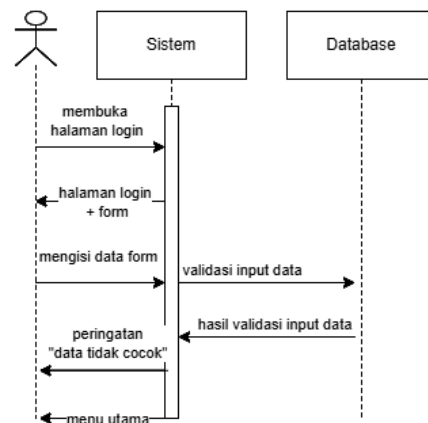 Sistem
Database
membuka
halaman login
halaman login
+ form
mengisi data form
validasi input data
hasil validasi input data
peringatan
"data tidak cocok"
menu utama